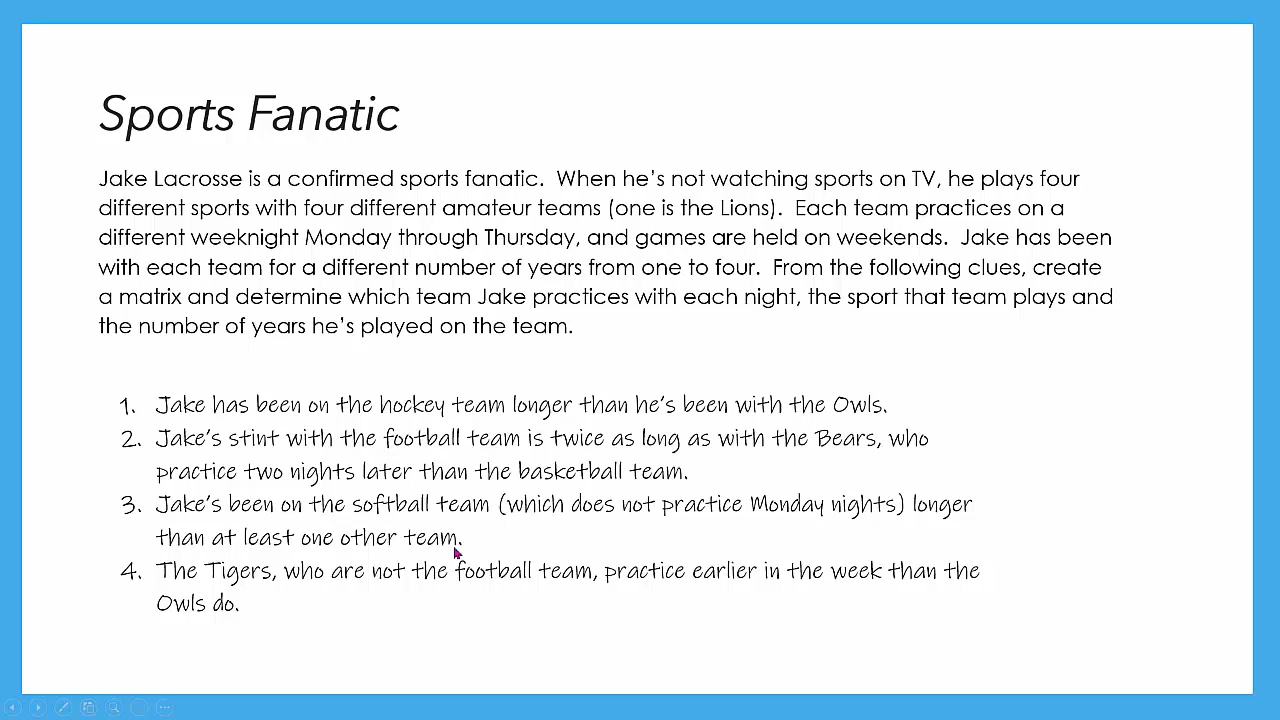 Sports Fanatic
Jake Lacrosse is a confirmed sports fanatic.  When he's not watching sports on TV, he plays four
different sports with four different amateur teams (one is the Lions).  Each team practices on a
different weeknight Monday through Thursday, and games are held on weekends.  Jake has been
with each team for a different number of years from one to four.  From the following clues, create
a matrix and determine which team Jake practices with each night, the sport that team plays and
the number of years he's played on the team.
1. Jake has been on the hockey team longer than he's been with the Owls.
2. Jake's stint with the football team is twice as long as with the Bears, who
practice two nights later than the basketball team.
3. Jake's been on the softball team (which does not practice Monday nights) longer
than at least one other team.
4. The Tigers, who are not the football team, practice earlier in the week than the
Owls do.